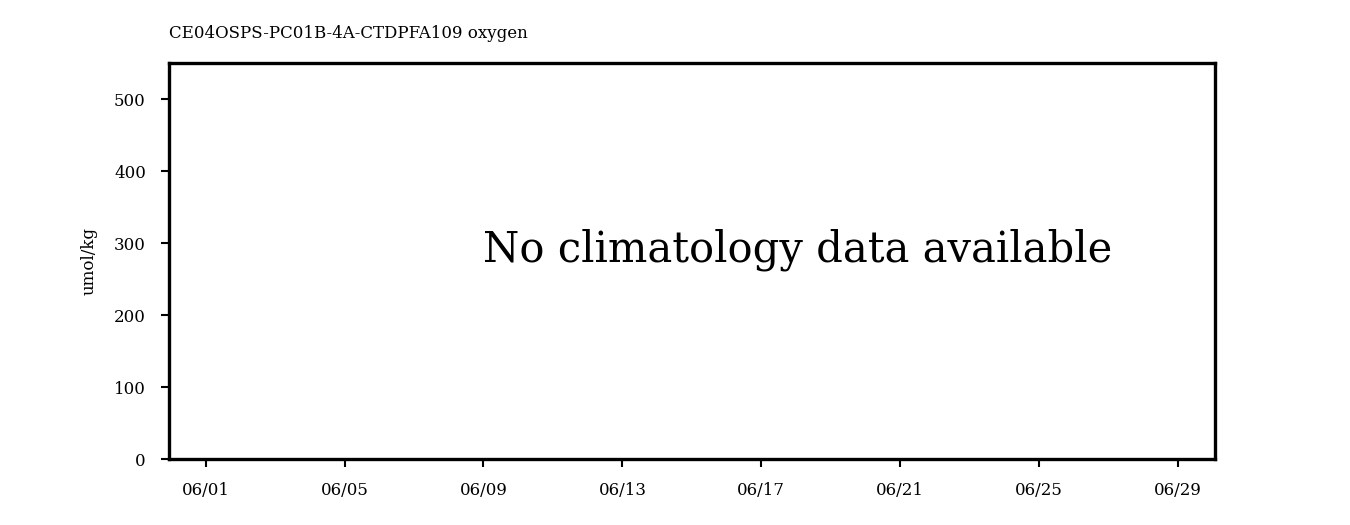 CE04OSPS-PC01B-4A-CTDPFA109 oxygen
500
400
300
200
100
0
umol/kg
No climatology data available
06/01 06/05 06/09 06/13 06/17 06/21 06/25 06/29